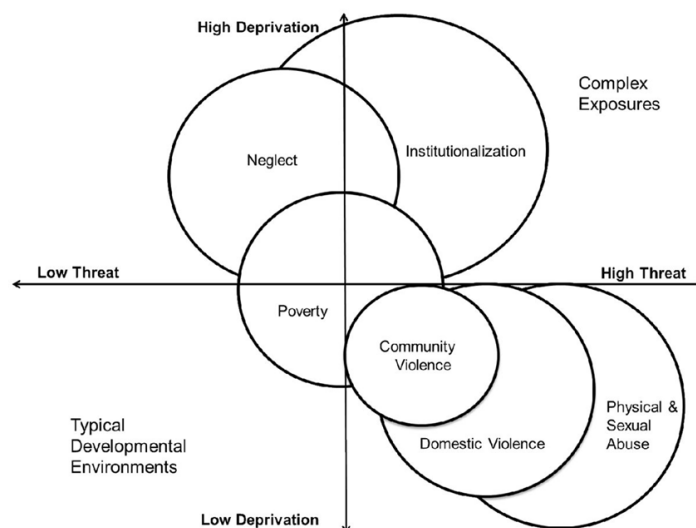 High Deprivation
Complex
Exposures
Neglect
Institutionalization
Low Threat
High Threat
Poverty
Community
Violence
Typical
Developmental
Environments
Domestic Violence
Physical &
Sexual
Abuse
Low Deprivation